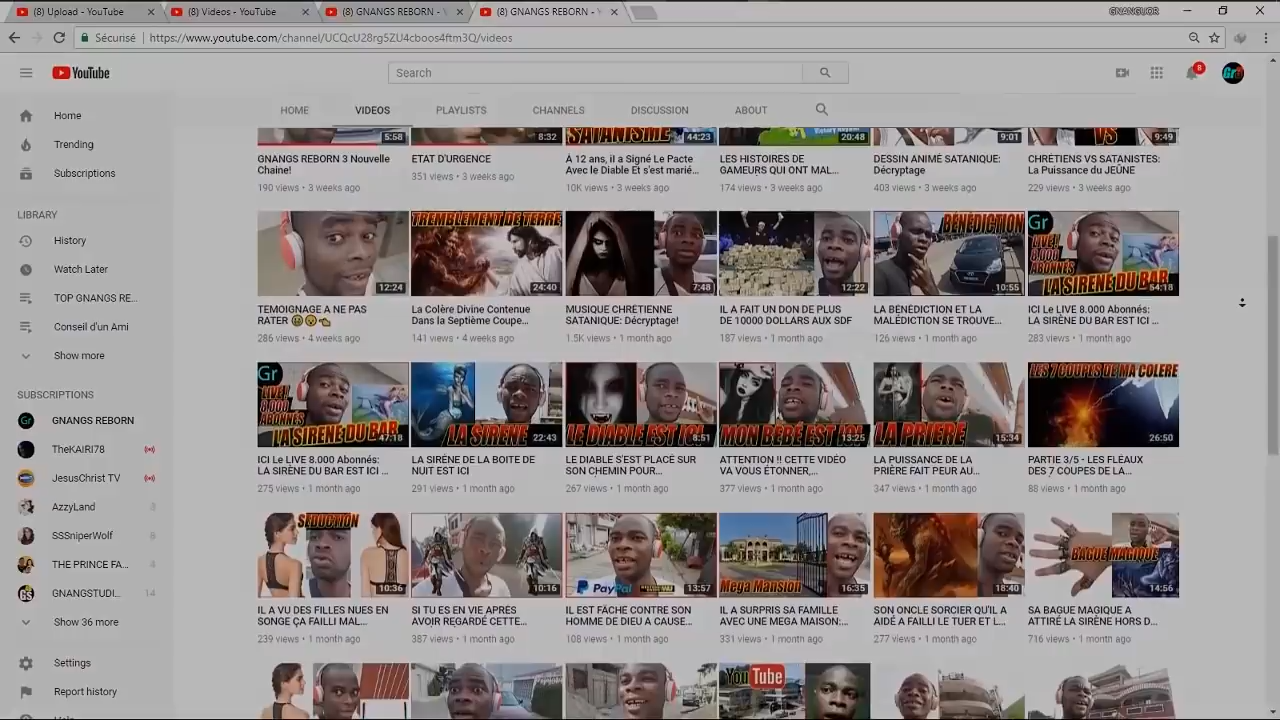 (8) Upload - YouTube
(8) Videos - YouTube
(8) GNANGS REBORN - Y
(8) GNANGS REBORN - Y
GNANGUOR
Sécurisé
https://www.youtube.com/channel/UCQcU28rg5ZU4cboos4ftm3Q/videos
YouTube
Search
8
Gr
HOME VIDEOS PLAYLISTS CHANNELS DISCUSSION ABOUT
Home
Trending
Subscriptions
LIBRARY
History
Watch Later
TOP GNANGS RE...
Conseil d'un Ami
Show more
SUBSCRIPTIONS
GNANGS REBORN
TheKAIRI78
JesusChrist TV
AzzyLand 3
SSSniperWolf 8
THE PRINCE FA... 4
GNANGSTUDI... 14
Show 36 more
Settings
Report history
5:58
GNANGS REBORN 3 Nouvelle
Chaine!
190 views • 3 weeks ago
8:32
ETAT D'URGENCE
351 views • 3 weeks ago
SATANISME
44:23
À 12 ans, il a Signé Le Pacte
Avec le Diable Et s'est marié...
10K views • 3 weeks ago
Victory Royale!
20:48
LES HISTOIRES DE
GAMEURS QUI ONT MAL...
174 views • 3 weeks ago
9:01
DESSIN ANIMÉ SATANIQUE:
Décryptage
403 views • 3 weeks ago
VS
9:49
CHRÉTIENS VS SATANISTES:
La Puissance du JEÛNE
229 views • 3 weeks ago
12:24
TEMOIGNAGE A NE PAS
RATER
286 views • 4 weeks ago
TREMBLEMENT DE TERRE
24:40
La Colère Divine Contenue
Dans la Septième Coupe...
141 views • 4 weeks ago
7:48
MUSIQUE CHRÉTIENNE
SATANIQUE: Décryptage!
1.5K views • 1 month ago
12:22
IL A FAIT UN DON DE PLUS
DE 10000 DOLLARS AUX SDF
187 views • 1 month ago
BÉNÉDICTION
10:55
LA BÉNÉDICTION ET LA
MALÉDICTION SE TROUVE...
126 views • 1 month ago
Gr
LIVE!
8.000
ABONNÉS
LA SIRENE DU BAR
54:18
ICI Le LIVE 8.000 Abonnés:
LA SIRÈN DU BAR EST ICI ...
283 views • 1 month ago
Gr
LIVE!
8.000
ABONNÉS
LA SIRENE DU BAR
47:18
ICI Le LIVE 8.000 Abonnés:
LA SIRÈN DU BAR EST ICI ...
275 views • 1 month ago
LA SIRENE
22:43
LA SIRÈNE DE LA BOITE DE
NUIT EST ICI
291 views • 1 month ago
LE DIABLE EST ICI
8:51
LE DIABLE S'EST PLACÉ SUR
SON CHEMIN POUR...
267 views • 1 month ago
MON BÉBÉ EST ICI
13:25
ATTENTION !! CETTE VIDÉO
VA VOUS ÉTONNER,...
377 views • 1 month ago
LA PRIERE
15:34
LA PUISSANCE DE LA
PRIÈRE FAIT PEUR AU...
347 views • 1 month ago
LES 7 COUPES DE MA COLERE
26:50
PARTIE 3/5 - LES FLÉAUX
DES 7 COUPES DE LA...
88 views • 1 month ago
SEDUCTION
10:36
IL A VU DES FILLES NUES EN
SONGE ÇA FAILLI MAL...
239 views • 1 month ago
10:16
SI TU ES EN VIE APRÈS
AVOIR REGARDÉ CETTE...
387 views • 1 month ago
PayPal
13:57
IL EST FÂCHÉ CONTRE SON
HOMME DE DIEU A CAUSE...
108 views • 1 month ago
Mega Mansion
16:35
IL A SURPRIS SA FAMILLE
AVEC UNE MEGA MAISON:...
331 views • 1 month ago
18:40
SON ONCLE SORCIER QU'IL A
AIDÉ A FAILLI LE TUER ET L...
277 views • 1 month ago
BAGUE MAGIQUE
14:56
SA BAGUE MAGIQUE A
ATTIRÉ LA SIRÈNE HORS D...
716 views • 1 month ago
YouTube